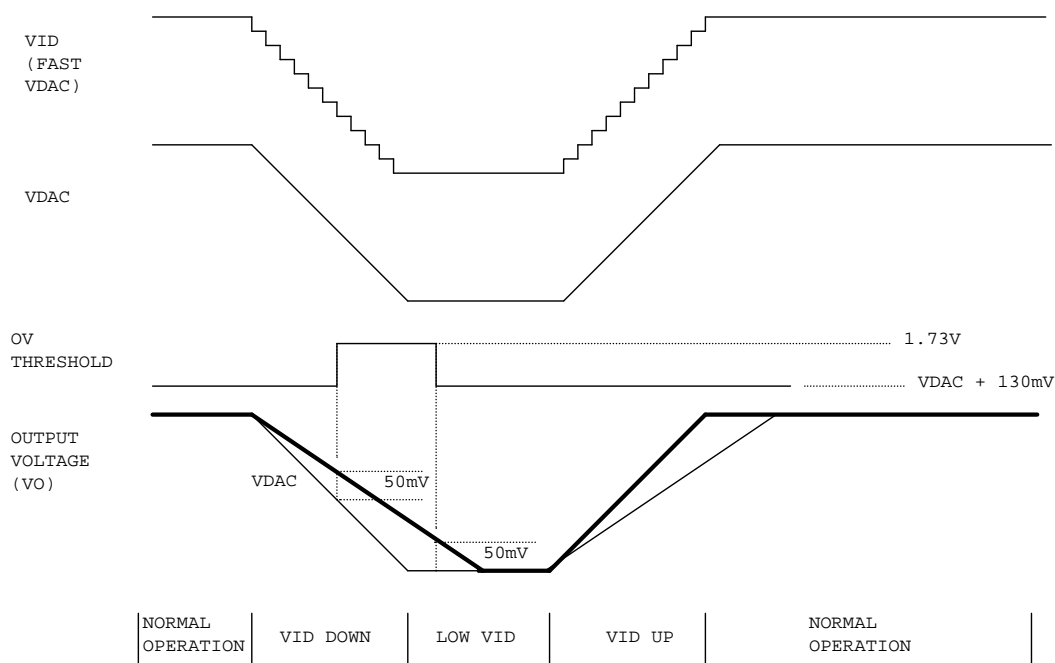 VID
(FAST
VDAC)
VDAC
OV
THRESHOLD
1.73V
VDAC + 130mV
OUTPUT
VOLTAGE
(VO)
VDAC
50mV
50mV
NORMAL
OPERATION
VID DOWN
LOW VID
VID UP
NORMAL
OPERATION